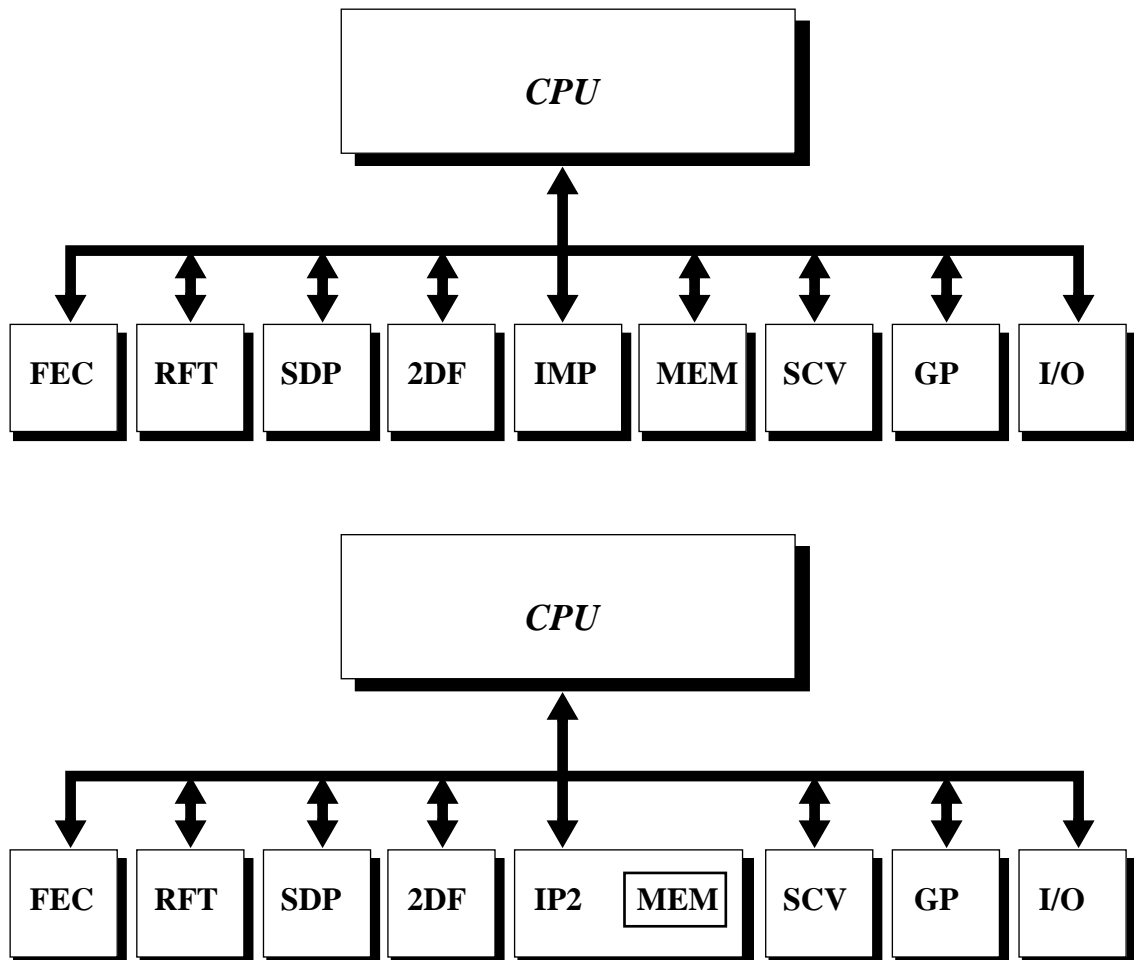 CPU
FEC RFT SDP 2DF IMP MEM SCV GP I/O
CPU
FEC RFT SDP 2DF IP2 MEM SCV GP I/O